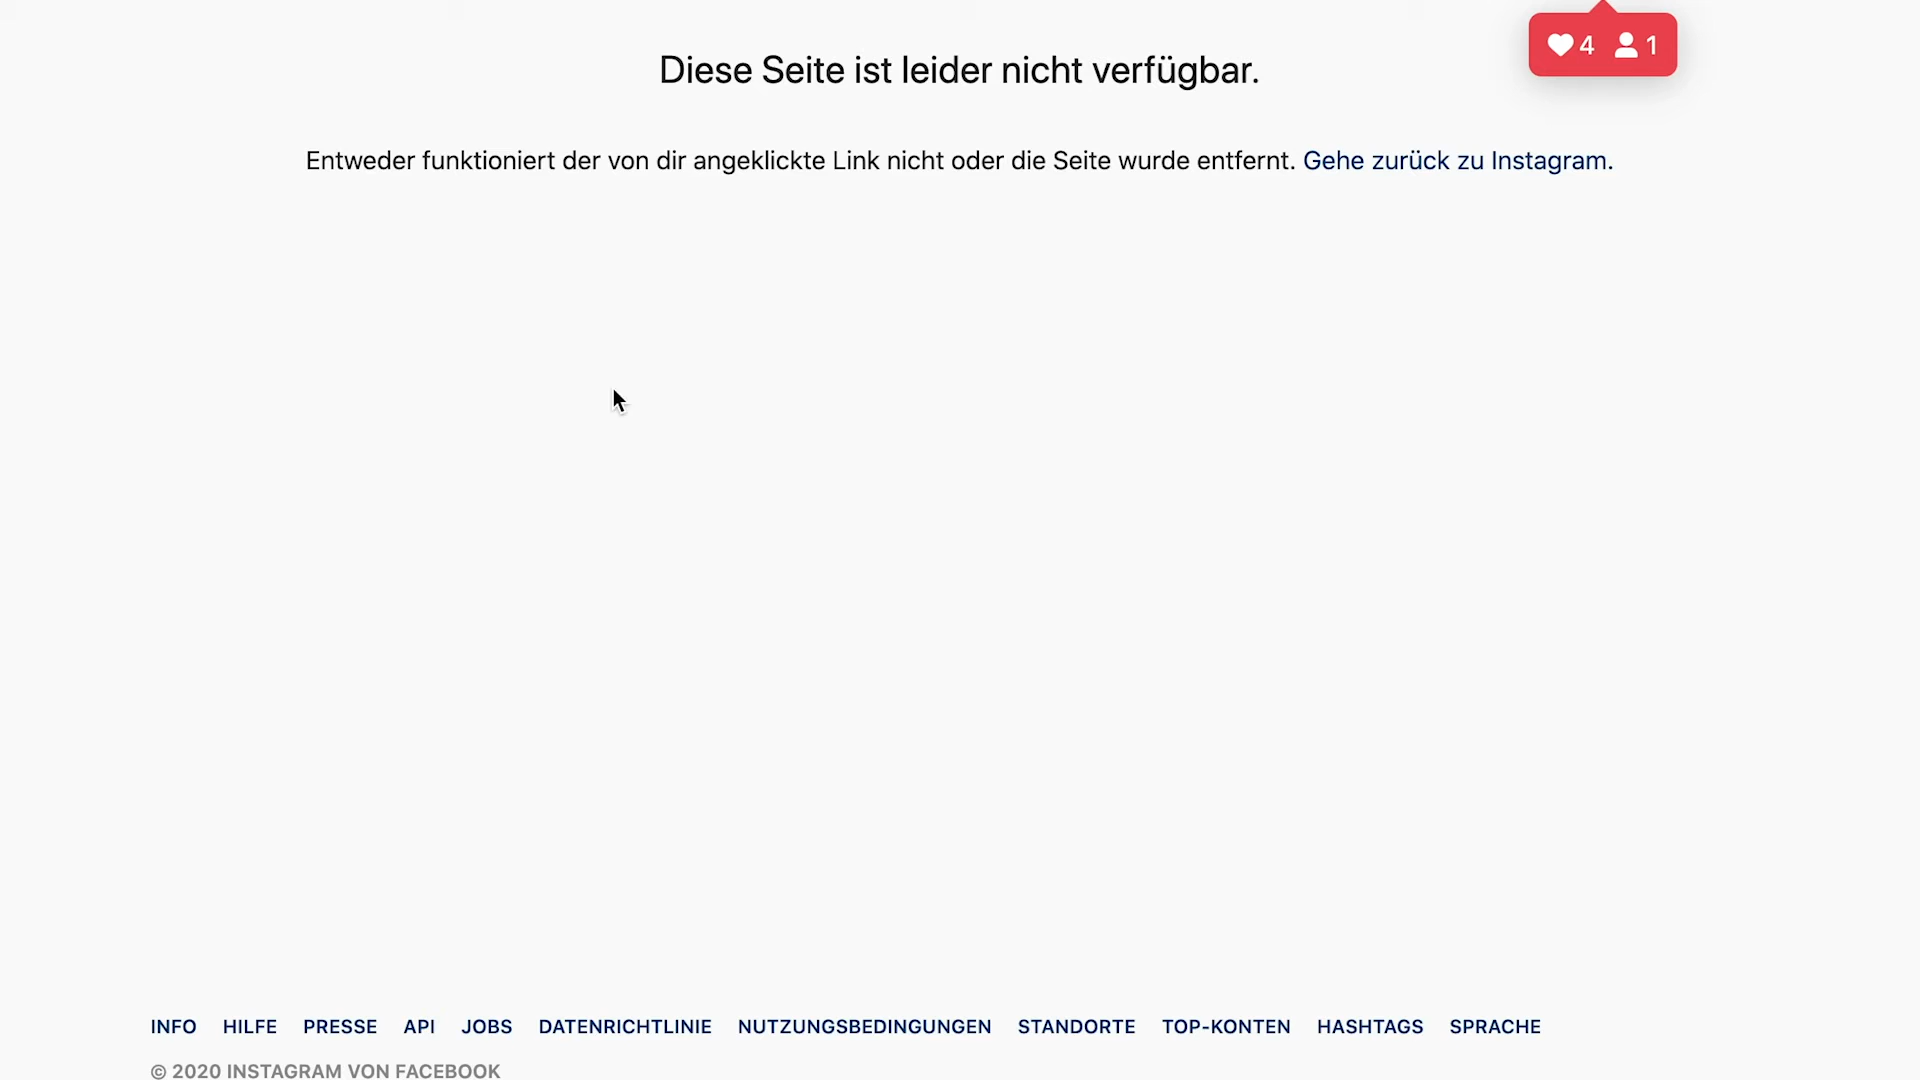 4 1
Diese Seite ist leider nicht verfügbar.
Entweder funktioniert der von dir angeklickte Link nicht oder die Seite wurde entfernt. Gehe zurück zu Instagram.
INFO HILFE PRESSE API JOBS DATENRICHTLINIE NUTZUNGSBEDINGUNGEN STANDORTE TOP-KONTEN HASHTAGS SPRACHE
© 2020 INSTAGRAM VON FACEBOOK